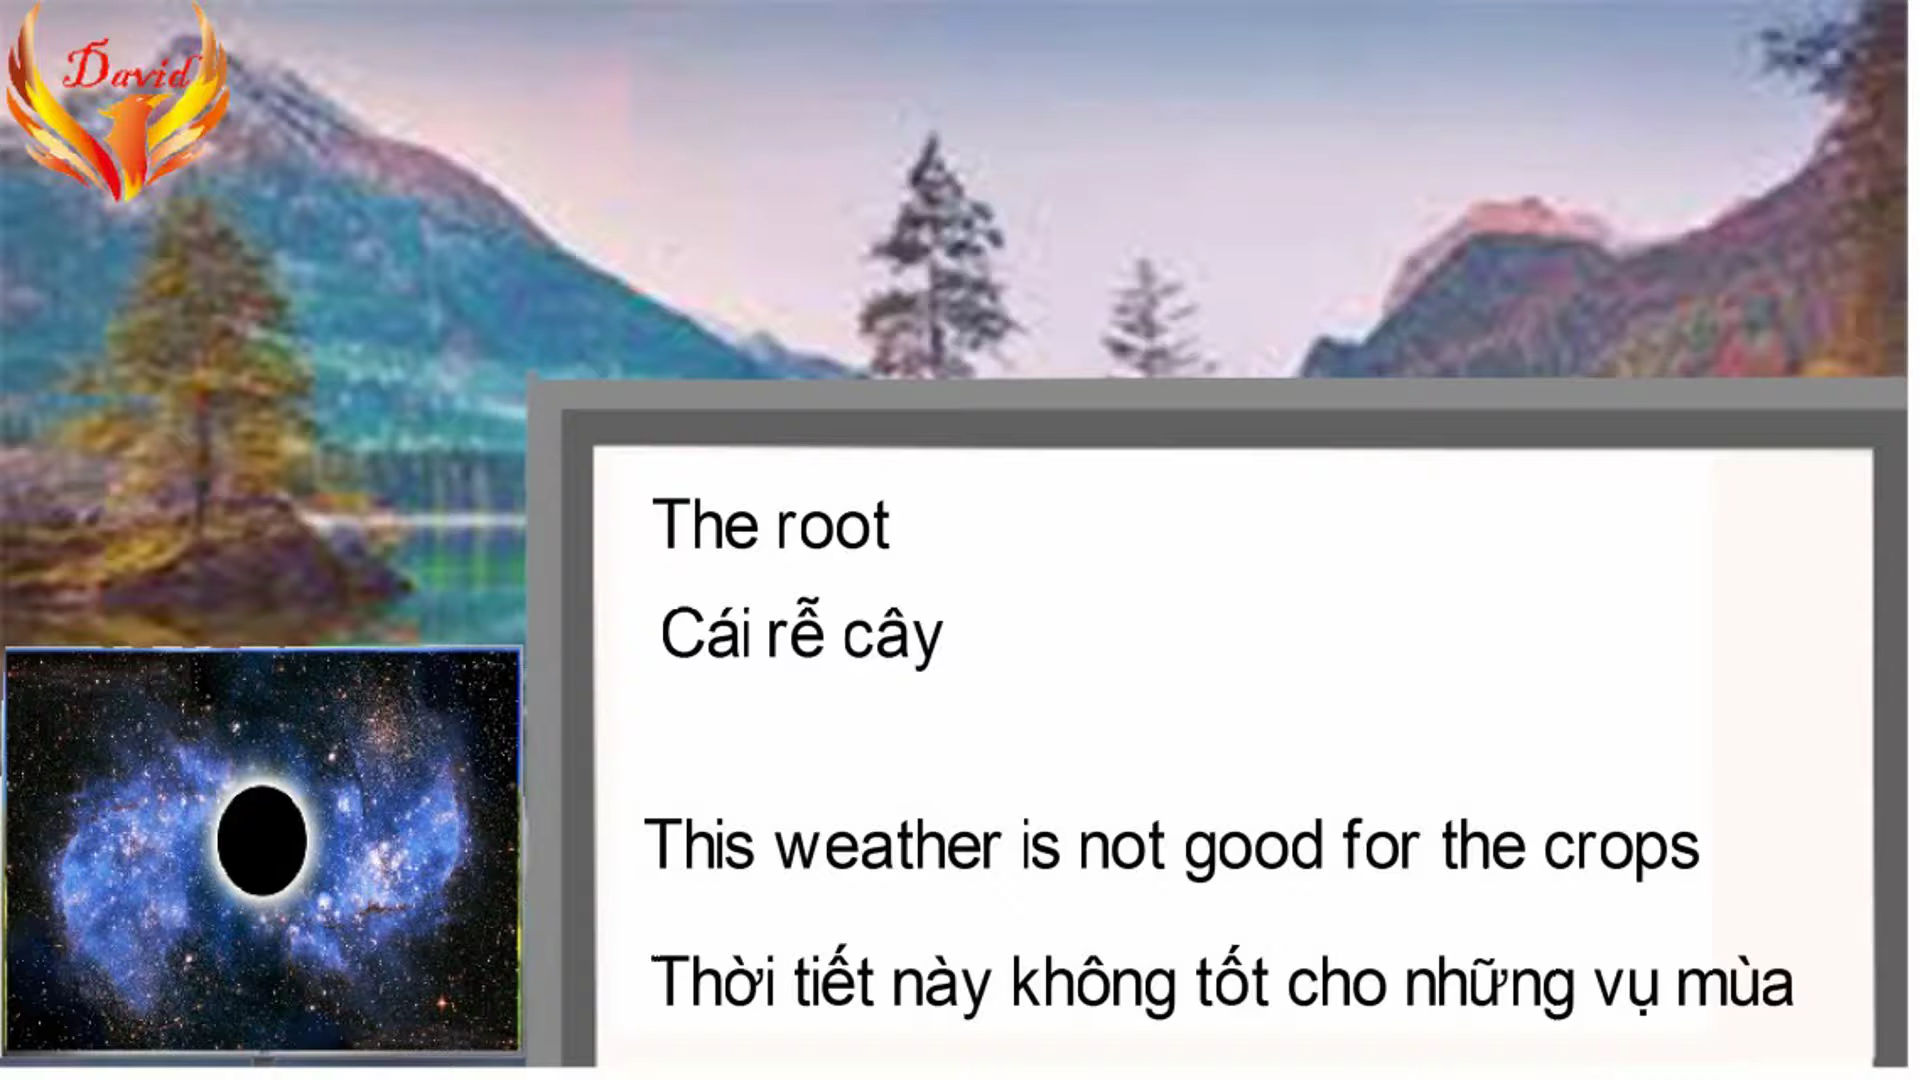 David
The root
Cái rễ cây
This weather is not good for the crops
Thời tiết này không tốt cho những vụ mùa